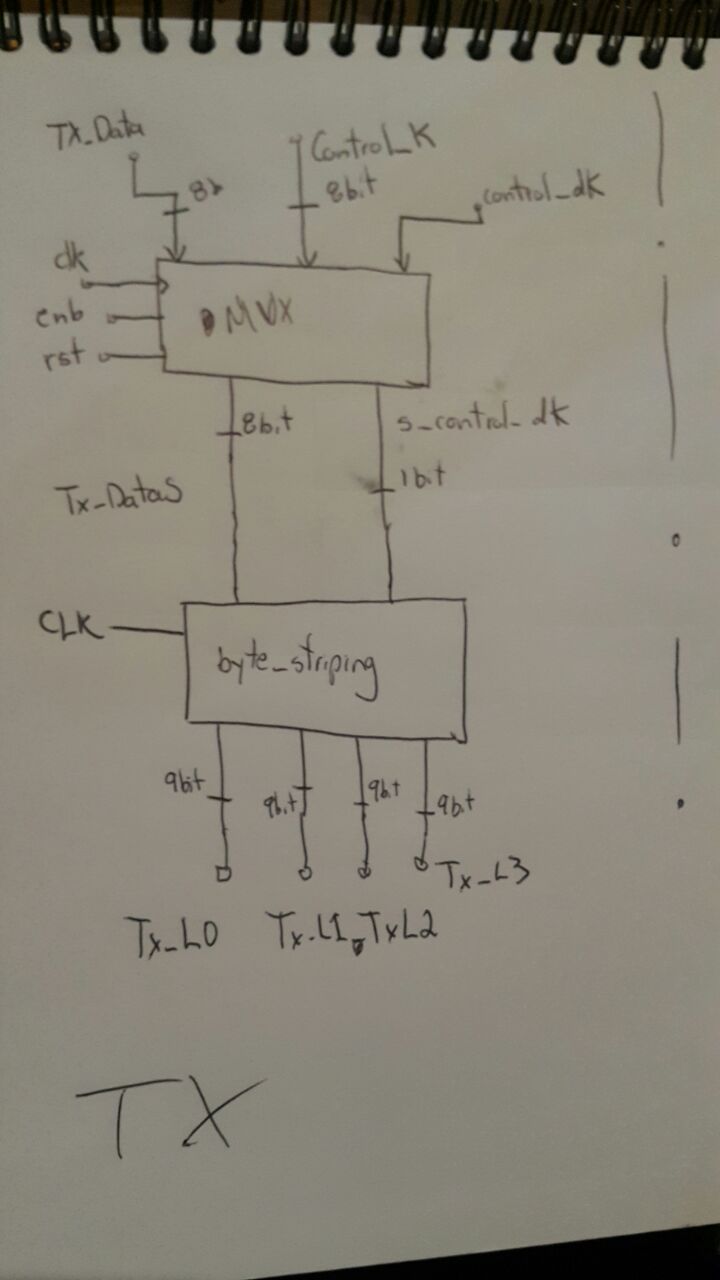 TX_Data
Control_K
8b
8bit
control_dk
clk
enb
rst
MUX
8bit
s_control_dk
1bit
Tx_DataS
CLK
byte_striping
9bit
9bit
9bit
9bit
Tx_L3
Tx_L0
Tx_L1
TxL2
TX